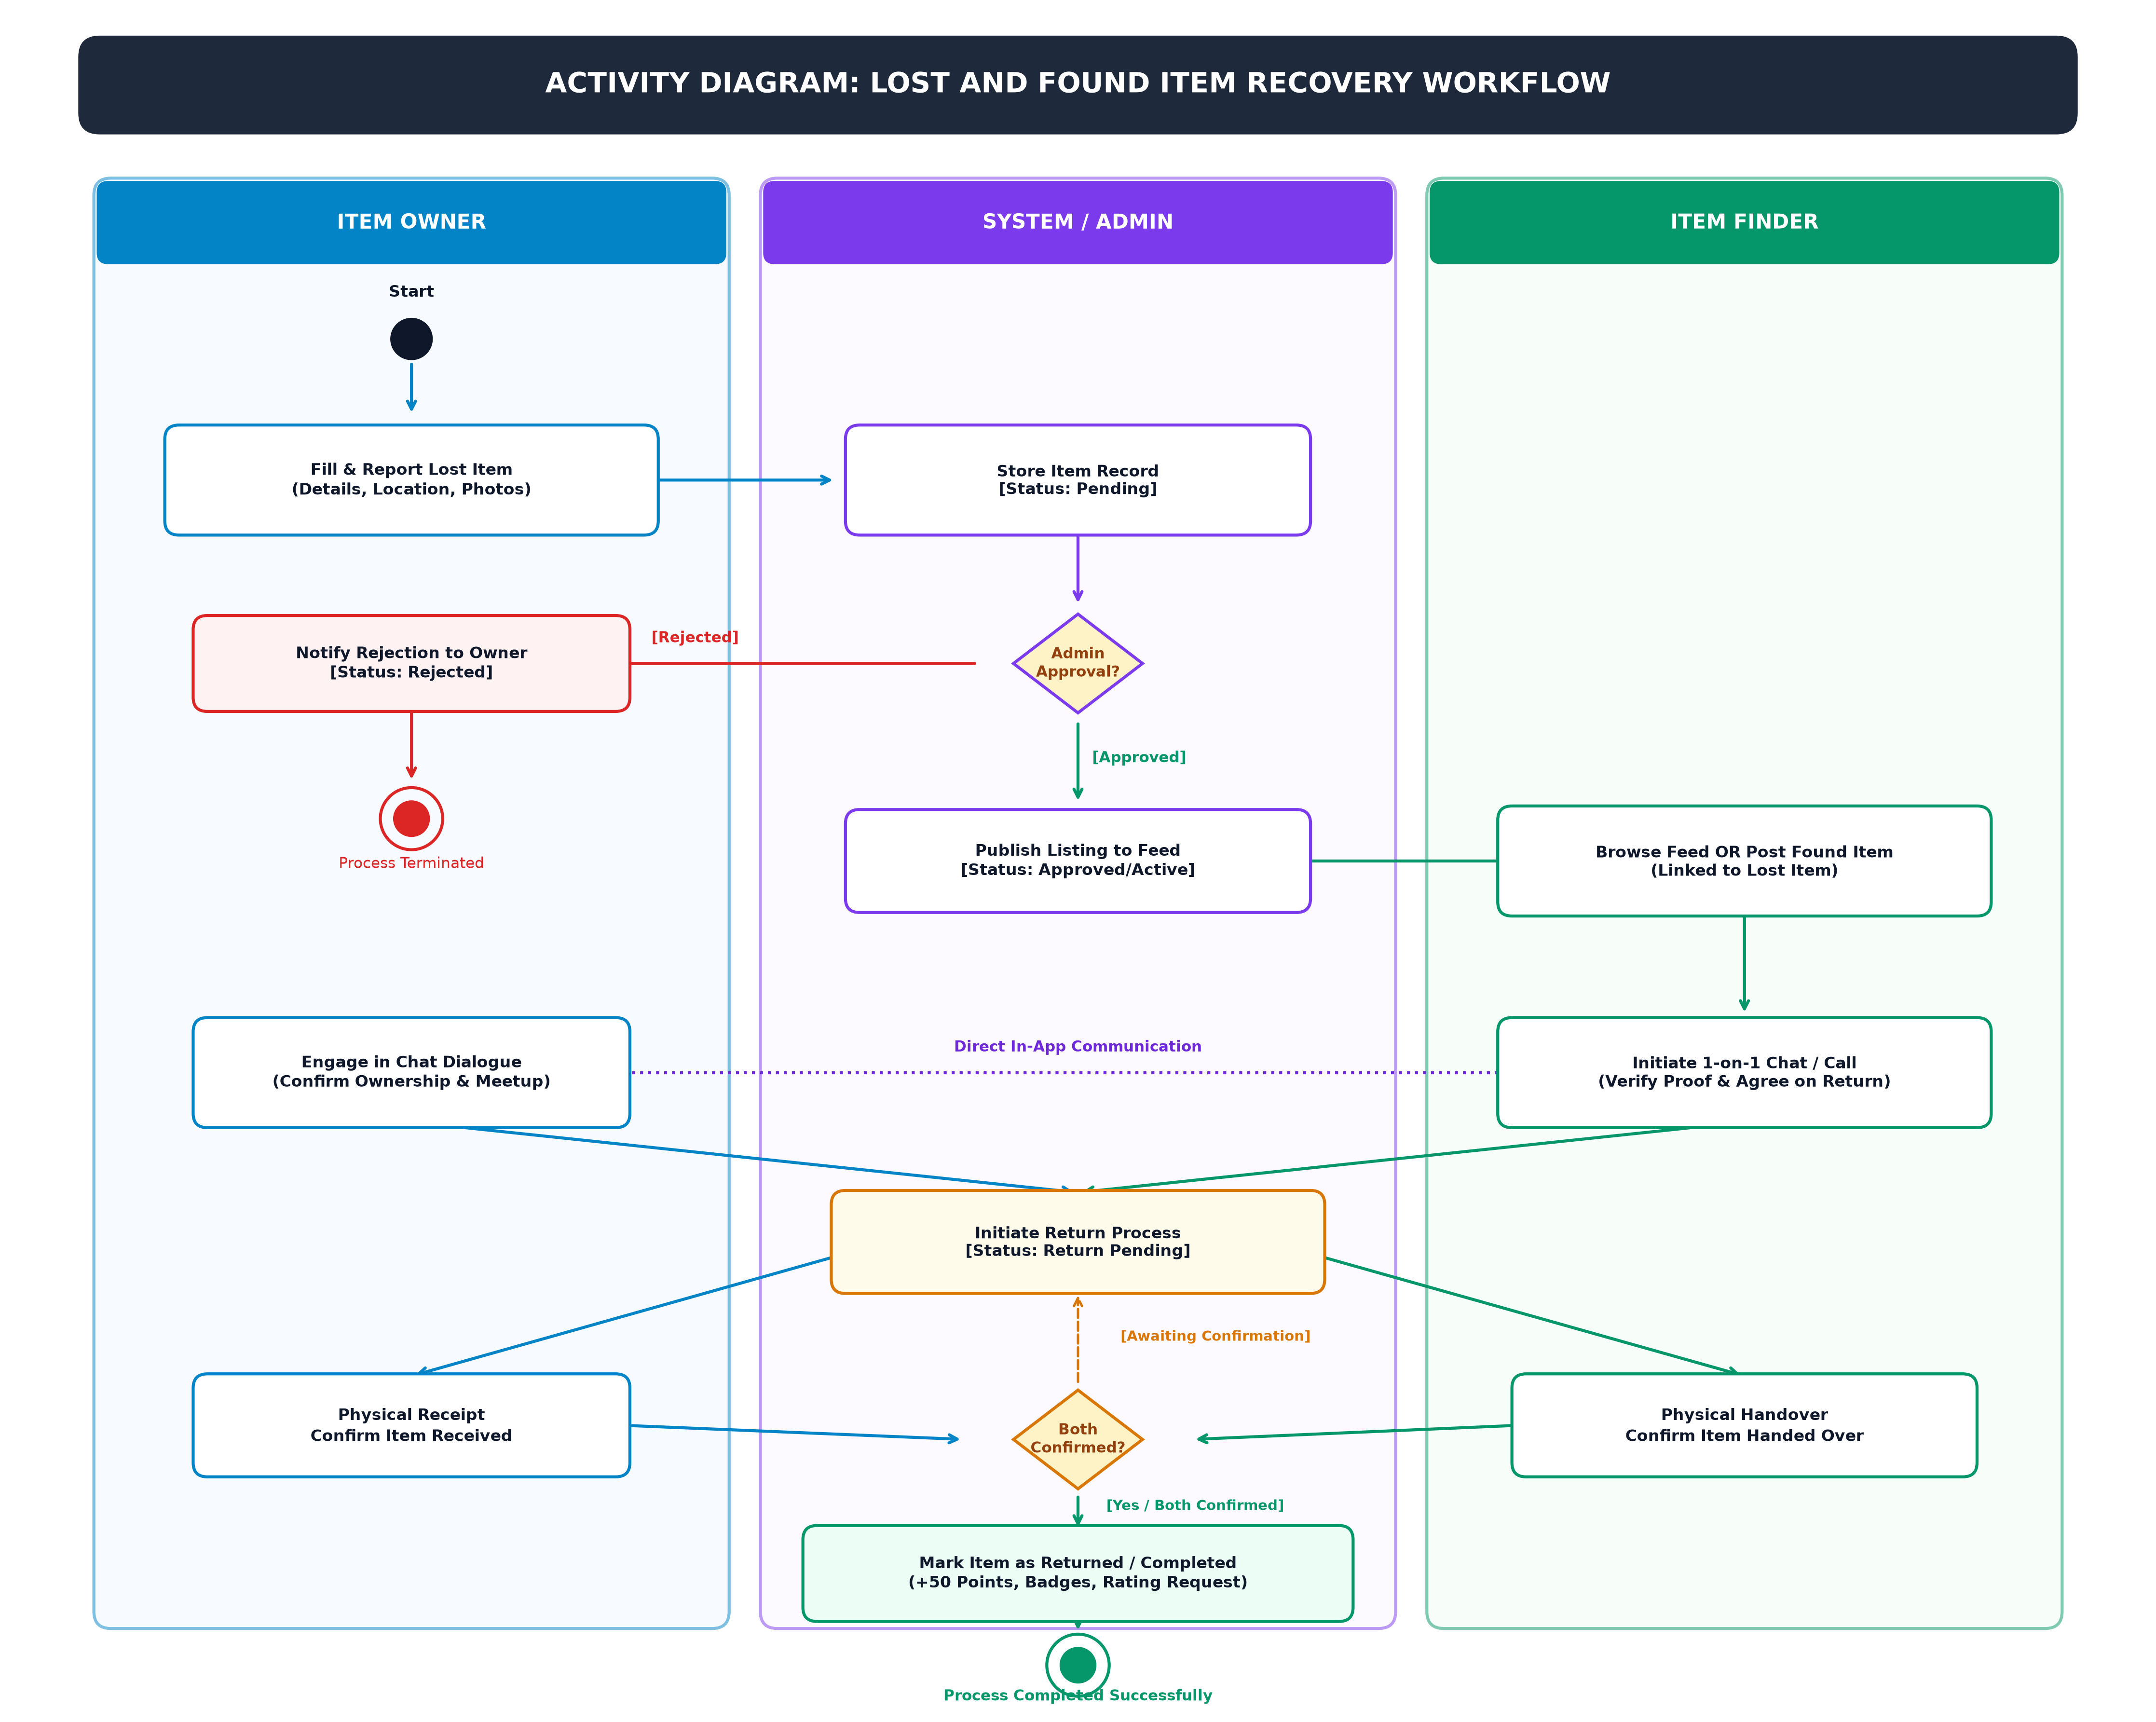 ACTIVITY DIAGRAM: LOST AND FOUND ITEM RECOVERY WORKFLOW
ITEM OWNER
SYSTEM / ADMIN
ITEM FINDER
Start
Fill & Report Lost Item
(Details, Location, Photos)
Store Item Record
[Status: Pending]
Notify Rejection to Owner
[Status: Rejected]
[Rejected]
Admin
Approval?
[Approved]
Process Terminated
Publish Listing to Feed
[Status: Approved/Active]
Browse Feed OR Post Found Item
(Linked to Lost Item)
Engage in Chat Dialogue
(Confirm Ownership & Meetup)
Direct In-App Communication
Initiate 1-on-1 Chat / Call
(Verify Proof & Agree on Return)
Initiate Return Process
[Status: Return Pending]
[Awaiting Confirmation]
Physical Receipt
Confirm Item Received
Both
Confirmed?
Physical Handover
Confirm Item Handed Over
[Yes / Both Confirmed]
Mark Item as Returned / Completed
(+50 Points, Badges, Rating Request)
Process Completed Successfully